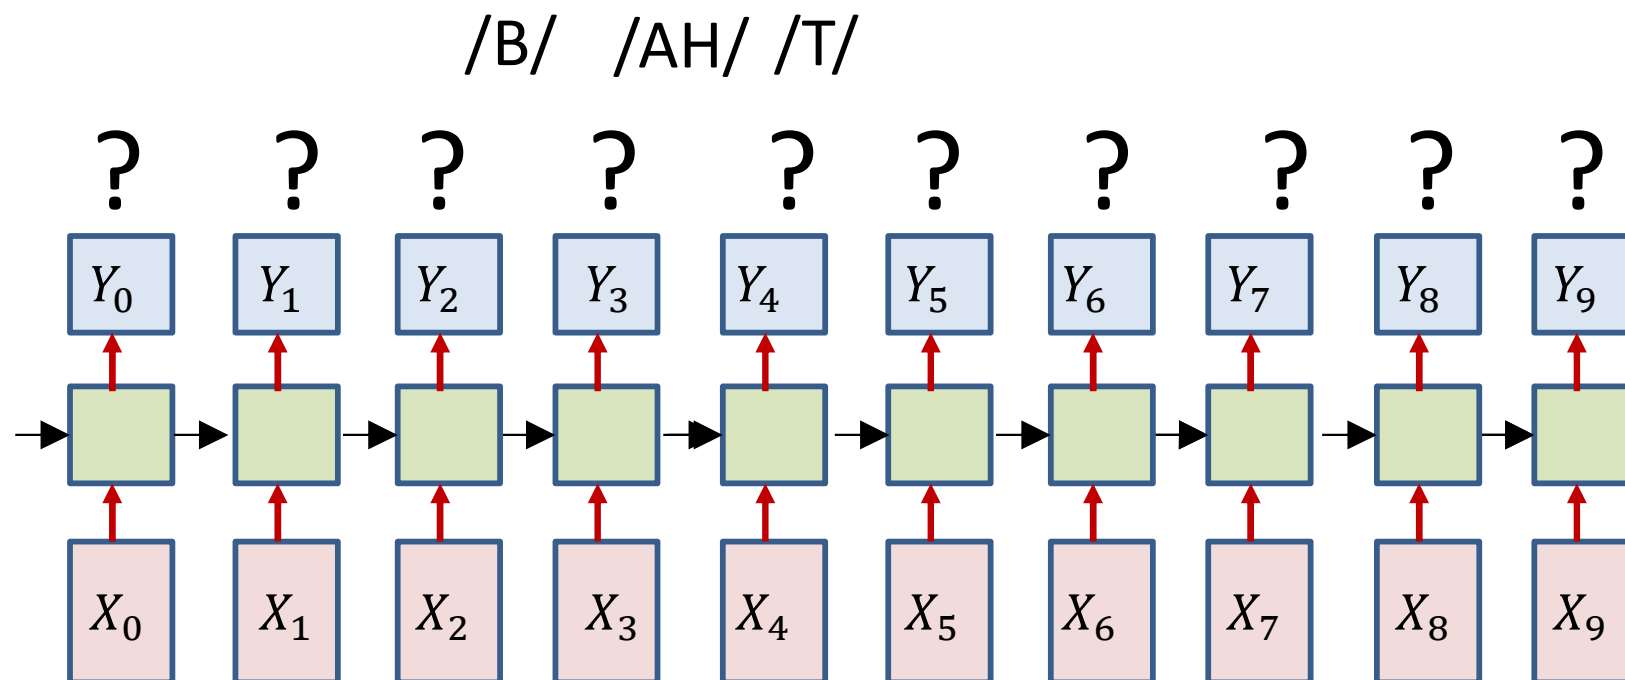 /B/ /AH/ /T/
? ? ? ? ? ? ? ? ? ?
Y₀ Y₁ Y₂ Y₃ Y₄ Y₅ Y₆ Y₇ Y₈ Y₉
X₀ X₁ X₂ X₃ X₄ X₅ X₆ X₇ X₈ X₉